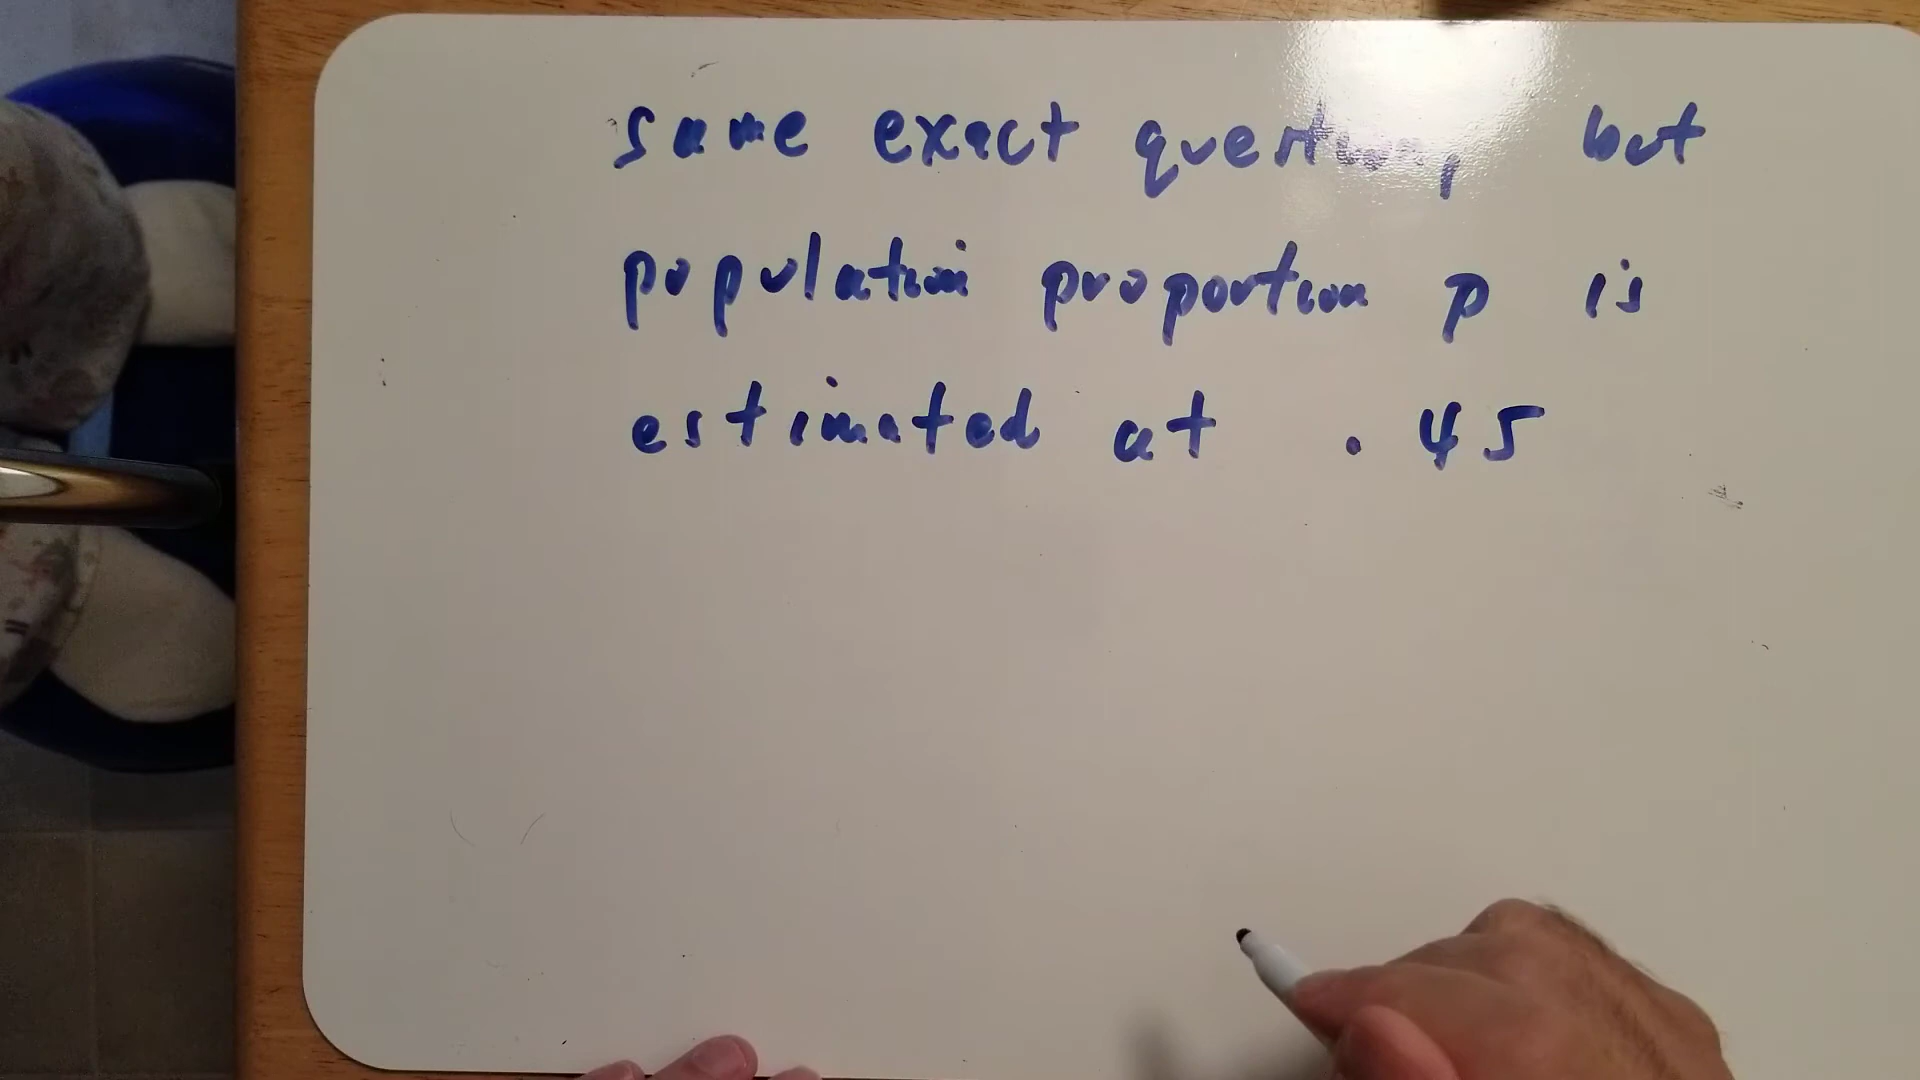 same exact question, but
population proportion p is
estimated at .45